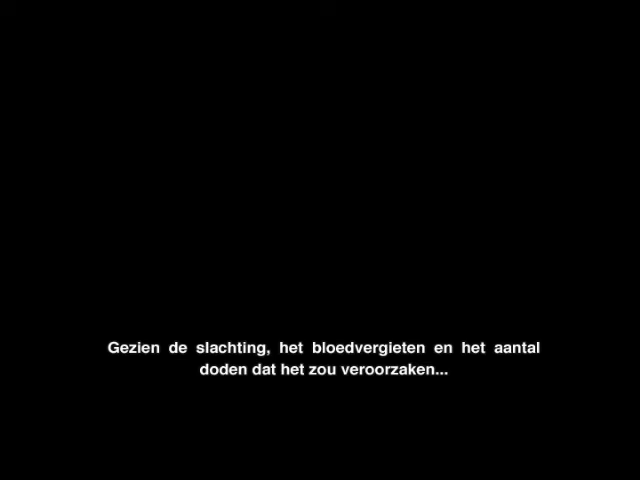 Gezien de slachting, het bloedvergieten en het aantal
doden dat het zou veroorzaken...